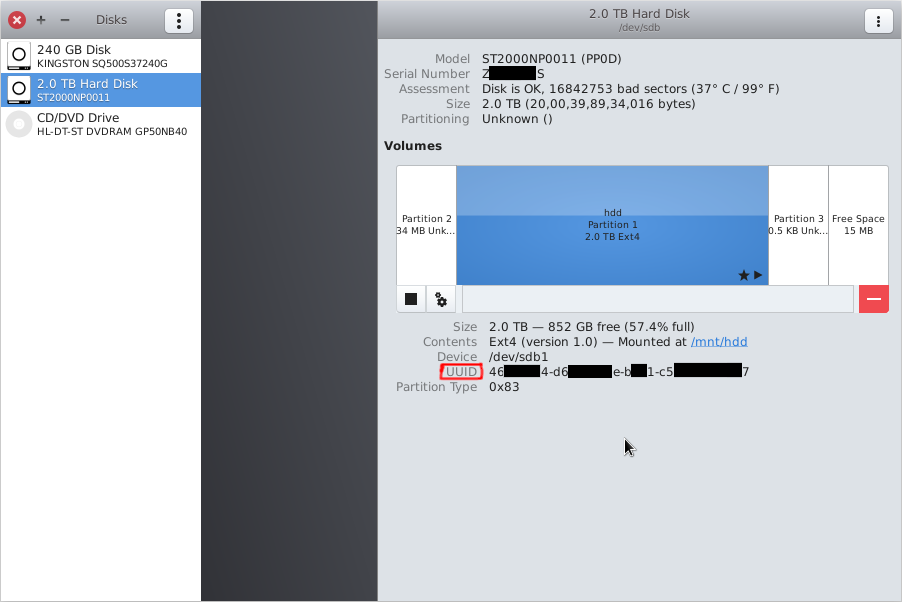 Disks
240 GB Disk
KINGSTON SQ500S37240G
2.0 TB Hard Disk
ST2000NP0011
CD/DVD Drive
HL-DT-ST DVDRAM GP50NB40
2.0 TB Hard Disk
/dev/sdb
Model ST2000NP0011 (PP0D)
Serial Number Z S
Assessment Disk is OK, 16842753 bad sectors (37° C / 99° F)
Size 2.0 TB (20,00,39,89,34,016 bytes)
Partitioning Unknown ()
Volumes
Partition 2
34 MB Unk...
hdd
Partition 1
2.0 TB Ext4
Partition 3
0.5 KB Unk...
Free Space
15 MB
Size 2.0 TB — 852 GB free (57.4% full)
Contents Ext4 (version 1.0) — Mounted at /mnt/hdd
Device /dev/sdb1
UUID 46 4-d6 e-b 1-c5 7
Partition Type 0x83